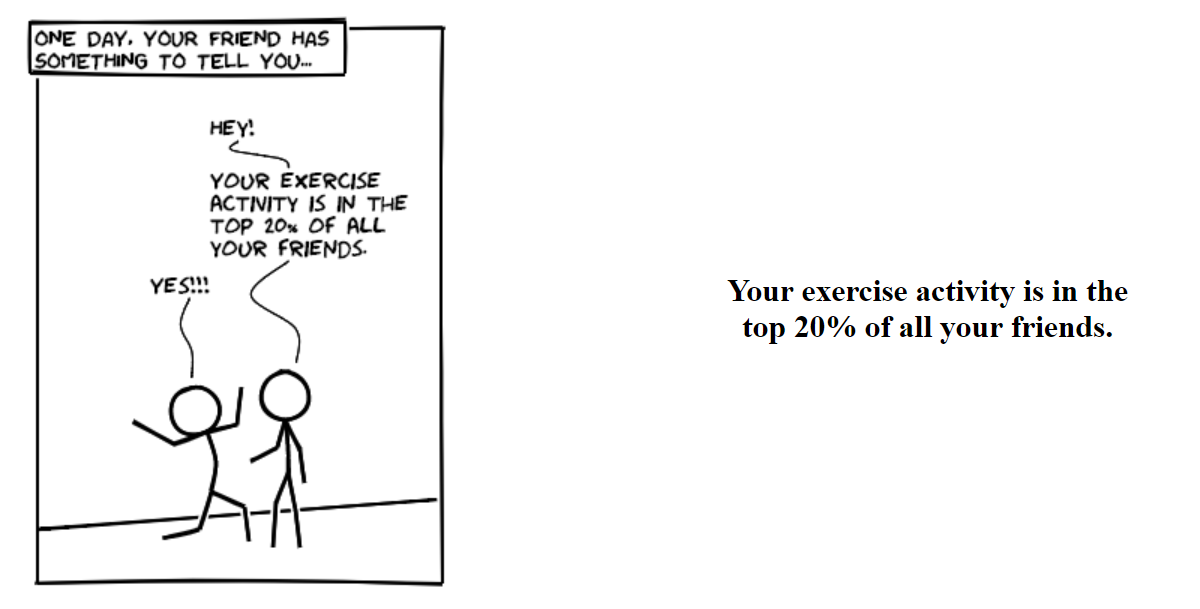 ONE DAY, YOUR FRIEND HAS
SOMETHING TO TELL YOU...
HEY!
YOUR EXERCISE
ACTIVITY IS IN THE
TOP 20% OF ALL
YOUR FRIENDS.
YES!!!
Your exercise activity is in the
top 20% of all your friends.